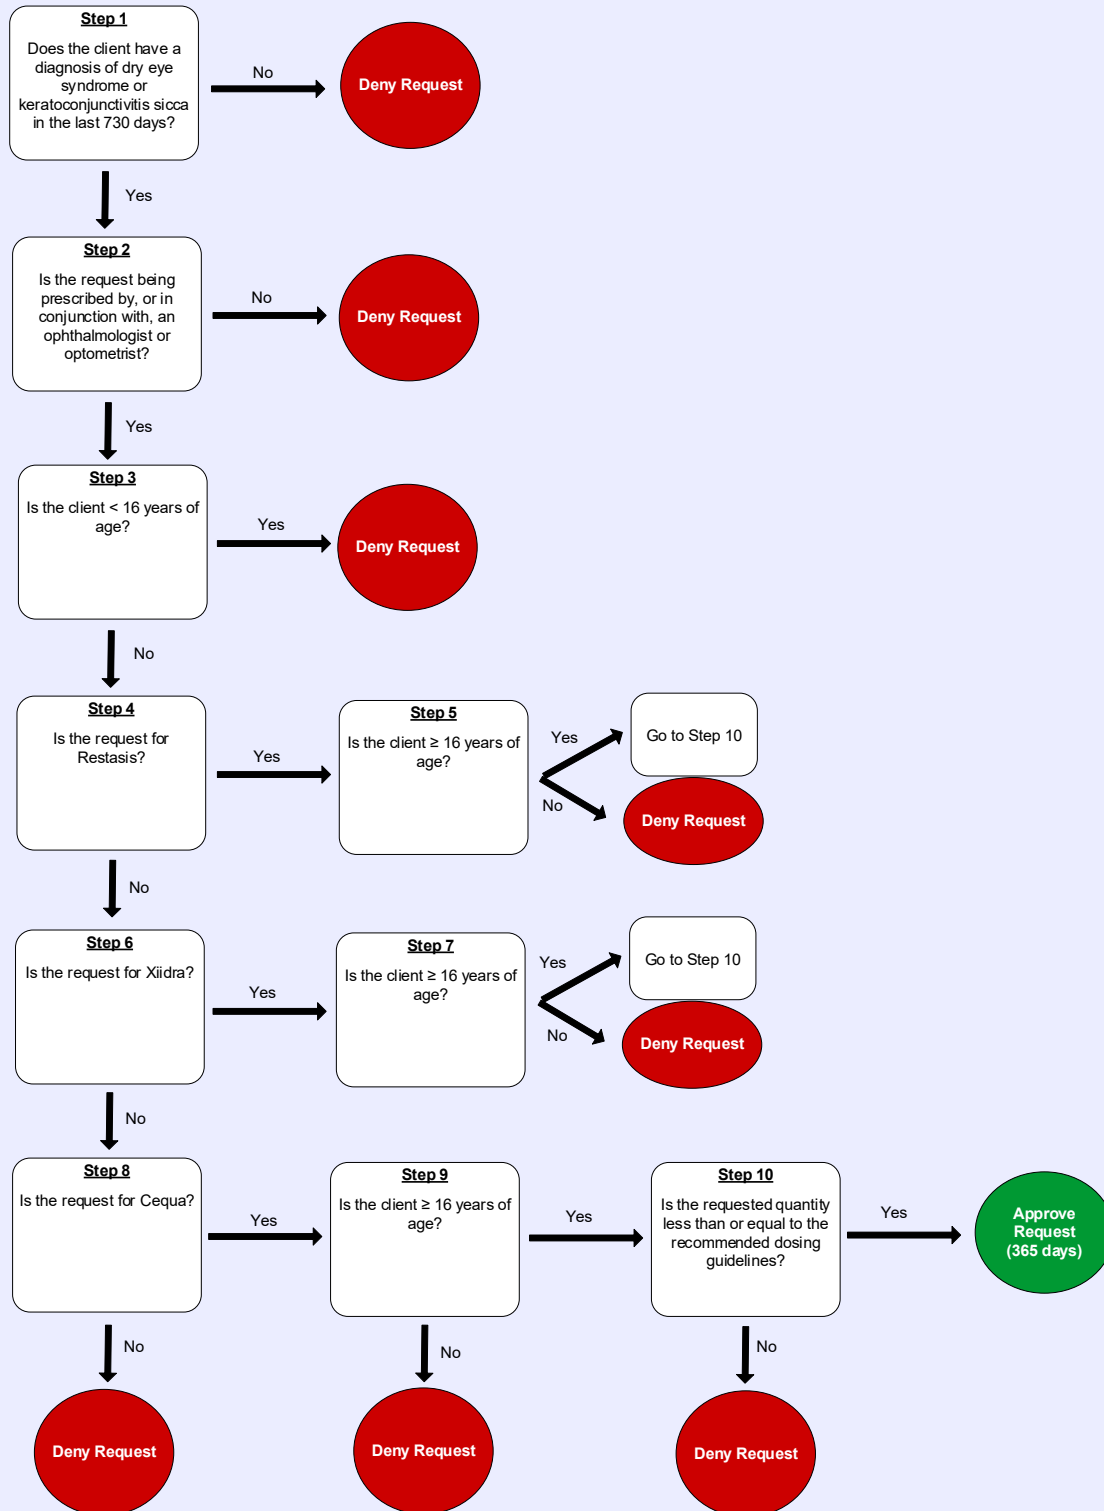 Step 1
Does the client have a
diagnosis of dry eye
syndrome or
keratoconjunctivitis sicca
in the last 730 days?
No
Deny Request
Yes
Step 2
Is the request being
prescribed by, or in
conjunction with, an
ophthalmologist or
optometrist?
No
Deny Request
Yes
Step 3
Is the client < 16 years of
age?
Yes
Deny Request
No
Step 4
Is the request for
Restasis?
Yes
Step 5
Is the client ≥ 16 years of
age?
Yes
Go to Step 10
No
Deny Request
No
Step 6
Is the request for Xiidra?
Yes
Step 7
Is the client ≥ 16 years of
age?
Yes
Go to Step 10
No
Deny Request
No
Step 8
Is the request for Cequa?
Yes
Step 9
Is the client ≥ 16 years of
age?
Yes
Step 10
Is the requested quantity
less than or equal to the
recommended dosing
guidelines?
Yes
Approve
Request
(365 days)
No
Deny Request
No
Deny Request
No
Deny Request